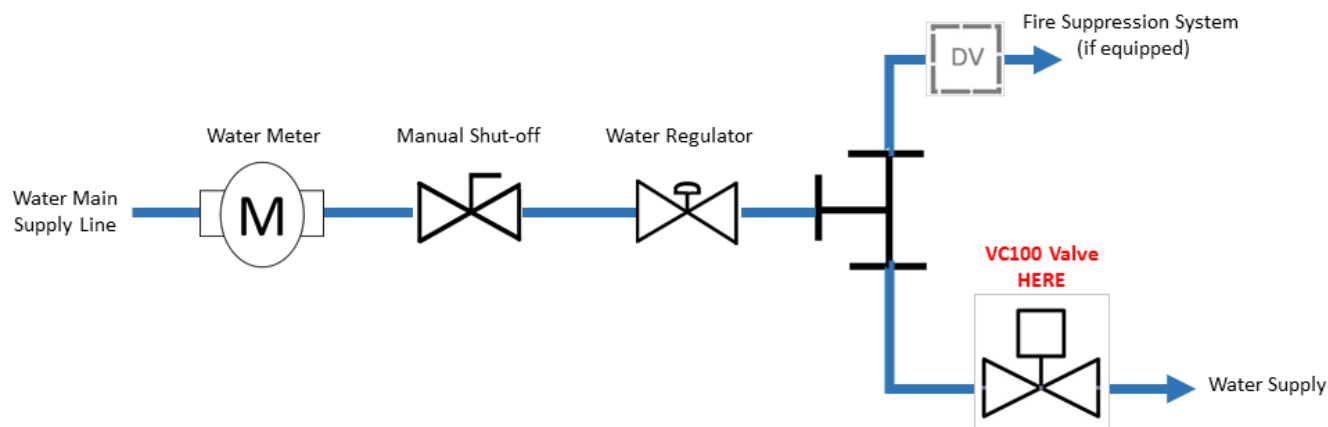 Fire Suppression System
(if equipped)
DV
Water Meter
Manual Shut-off
Water Regulator
Water Main
Supply Line
M
VC100 Valve
HERE
Water Supply